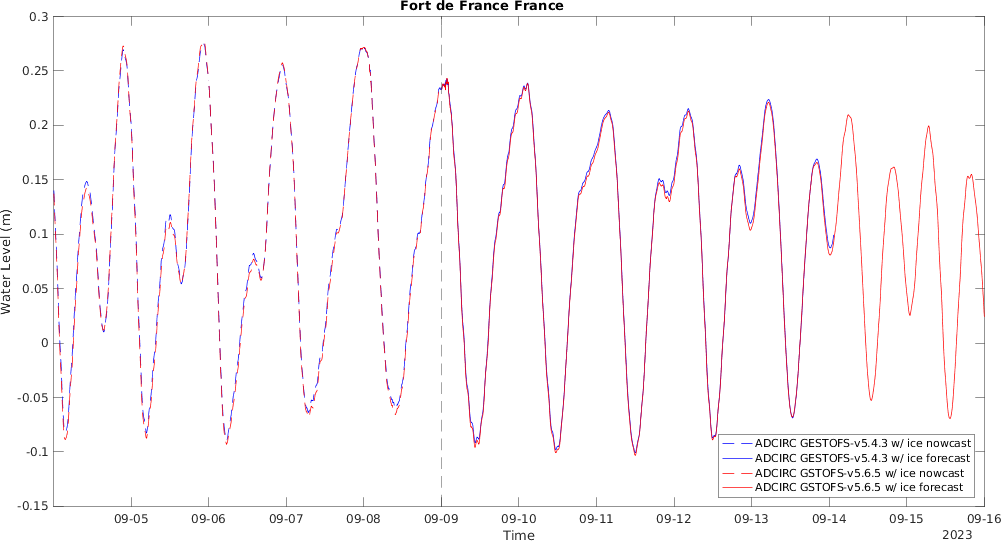 Fort de France France
0.3
0.25
0.2
0.15
0.1
0.05
0
-0.05
-0.1
-0.15
Water Level (m)
ADCIRC GESTOFS-v5.4.3 w/ ice nowcast
ADCIRC GESTOFS-v5.4.3 w/ ice forecast
ADCIRC GSTOFS-v5.6.5 w/ ice nowcast
ADCIRC GSTOFS-v5.6.5 w/ ice forecast
09-05 09-06 09-07 09-08 09-09 09-10 09-11 09-12 09-13 09-14 09-15 09-16
Time
2023